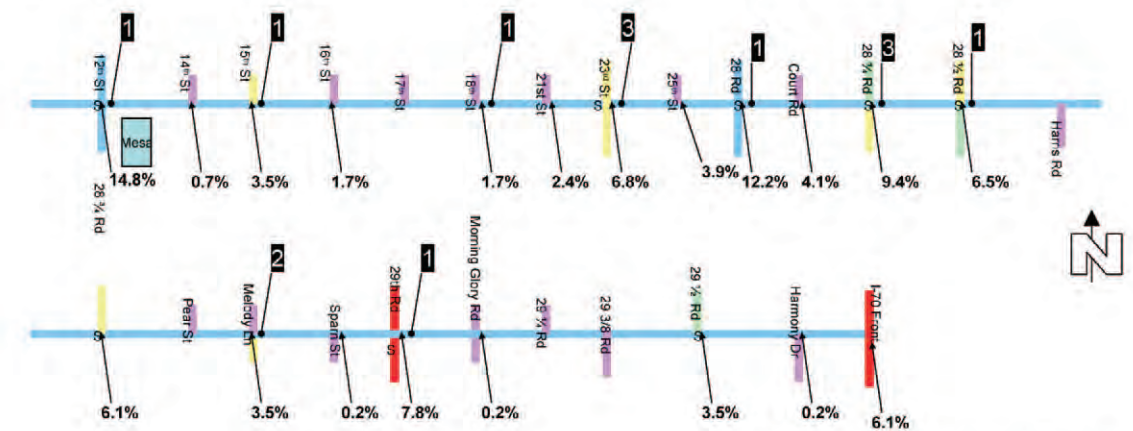 1
1
1
3
1
3
1
12th St
14th St
15th St
16th St
17th St
18th St
21st St
23rd St
25th St
28 Rd
Court Rd
28 ¼ Rd
28 ½ Rd
Harris Rd
S
S
S
S
S
Mesa
14.8%
0.7%
3.5%
1.7%
1.7%
2.4%
6.8%
3.9%
12.2%
4.1%
9.4%
6.5%
N
2
1
28 ¾ Rd
Pear St
Melody Ln
Sparn St
29th Rd
Morning Glory Rd
29 ¼ Rd
29 3/8 Rd
29 ½ Rd
Harmony Dr
I-70 Front
S
S
S
6.1%
3.5%
0.2%
7.8%
0.2%
3.5%
0.2%
6.1%